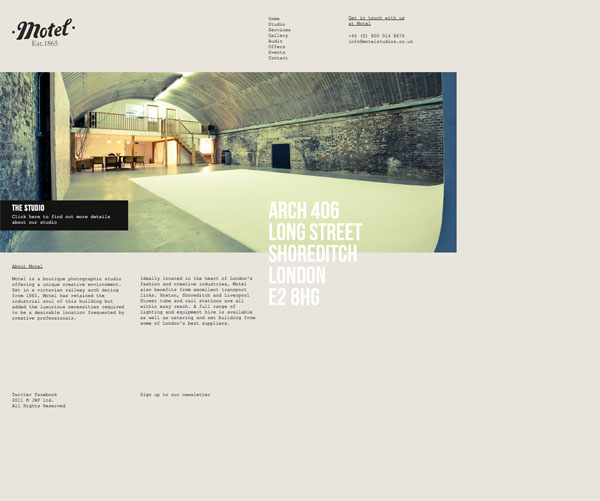 Motel
Est.1865
Home
Studio
Services
Gallery
Audio
Offers
Events
Contact
Get in touch with us
at Motel
+44 (0) 800 014 8674
info@motelstudios.co.uk
THE STUDIO
Click here to find out more details
about our studio
ARCH 406
LONG STREET
SHOREDITCH
LONDON
E2 8HG
About Motel
Motel is a boutique photographic studio
offering a unique creative environment.
Set in a victorian railway arch dating
from 1865. Motel has retained the
industrial soul of this building but
added the luxurious necessities required
to be a desirable location frequented by
creative professionals.
Ideally located in the heart of London's
fashion and creative industries, Motel
also benefits from excellent transport
links. Hoxton, Shoreditch and Liverpool
Street tube and rail stations are all
within easy reach. A full range of
lighting and equipment hire is available
as well as catering and set building from
some of London's best suppliers.
Twitter Facebook
2011 © JWP Ltd.
All Rights Reserved
Sign up to our newsletter